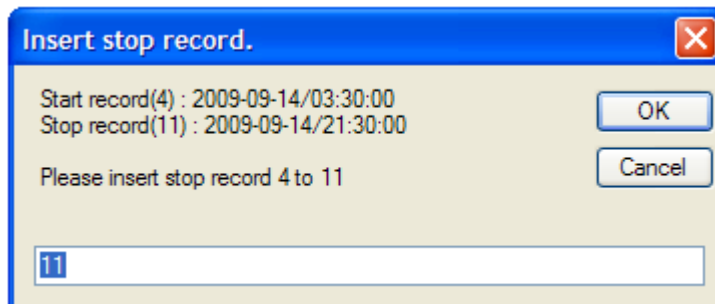 Insert stop record.
Start record(4) : 2009-09-14/03:30:00
Stop record(11) : 2009-09-14/21:30:00
OK
Please insert stop record 4 to 11
Cancel
11